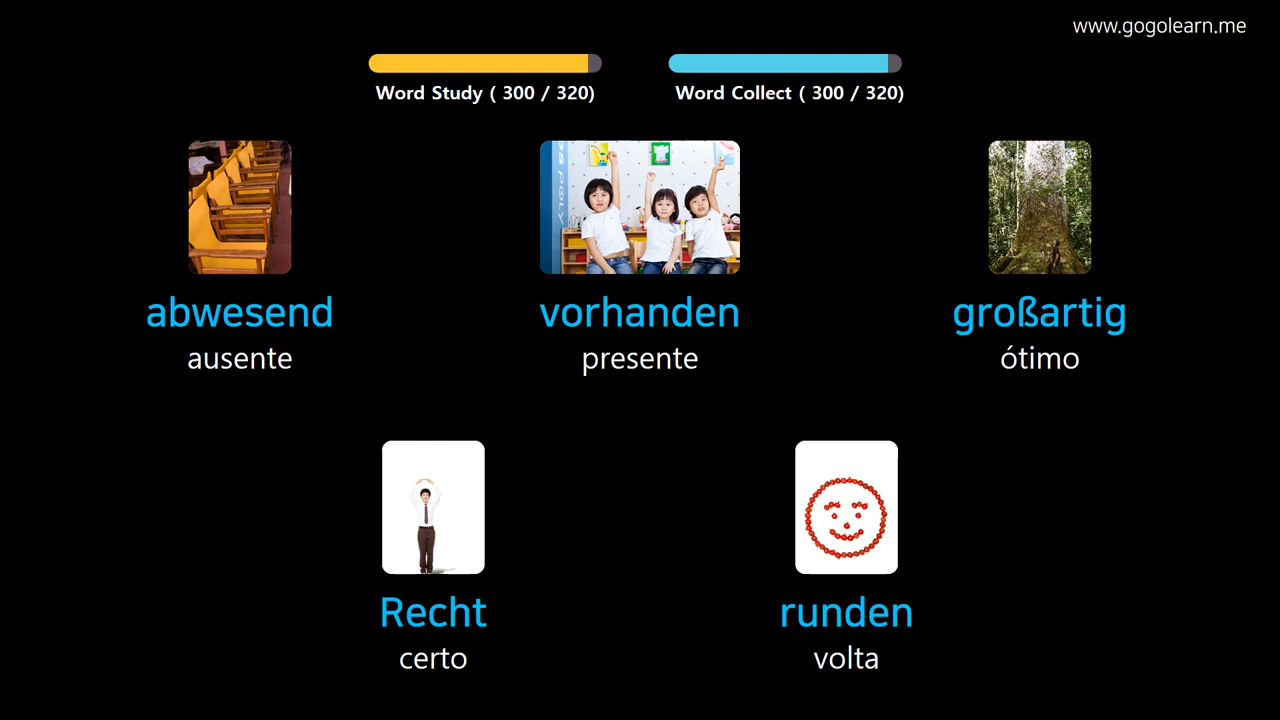 www.gogolearn.me
Word Study ( 300 / 320)
Word Collect ( 300 / 320)
abwesend
ausente
vorhanden
presente
großartig
ótimo
Recht
certo
runden
volta